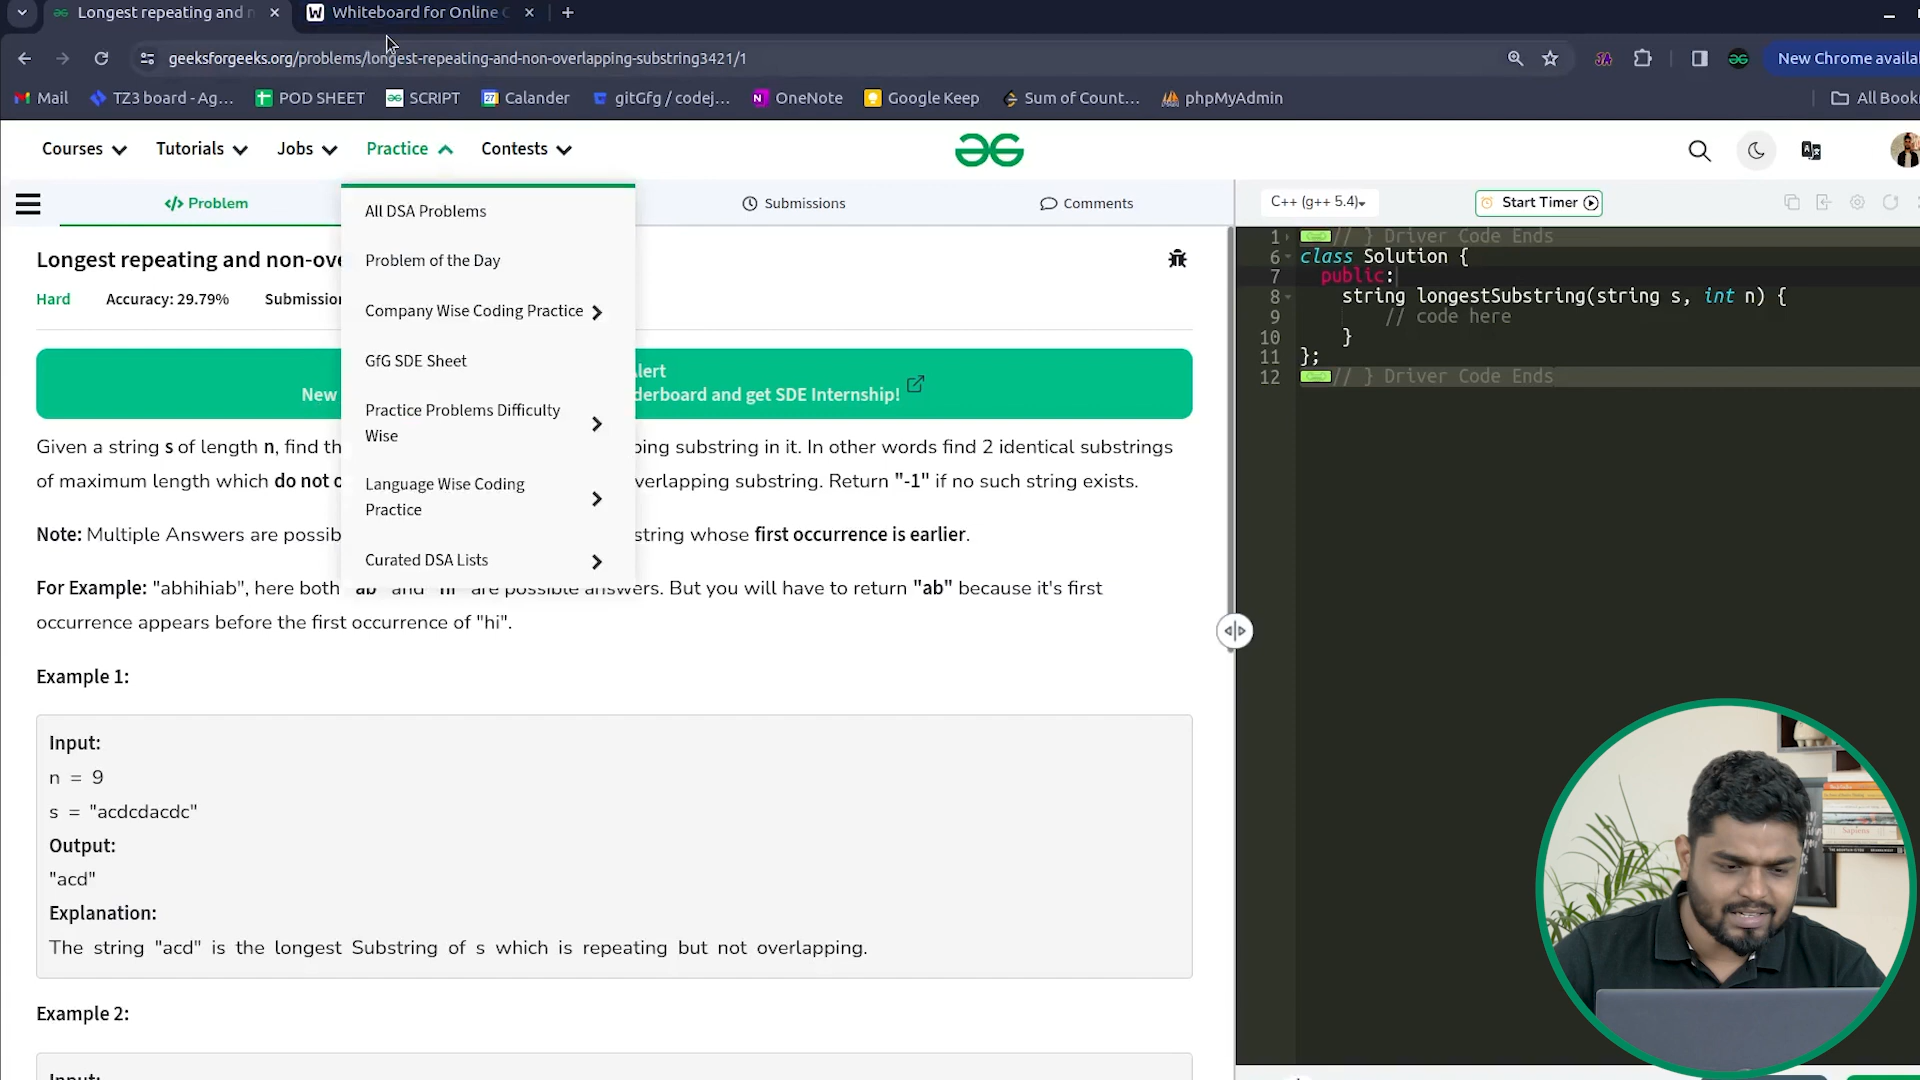 Longest repeating and n
Whiteboard for Online C
geeksforgeeks.org/problems/longest-repeating-and-non-overlapping-substring3421/1
New Chrome availa
Mail
TZ3 board - Ag...
POD SHEET
SCRIPT
Calander
gitGfg / codej...
OneNote
Google Keep
Sum of Count...
phpMyAdmin
All Book
Courses
Tutorials
Jobs
Practice
Contests
</> Problem
Submissions
Comments
C++ (g++ 5.4)
Start Timer
All DSA Problems
Problem of the Day
Company Wise Coding Practice
GfG SDE Sheet
Practice Problems Difficulty
Wise
Language Wise Coding
Practice
Curated DSA Lists
Longest repeating and non-ove
Hard Accuracy: 29.79% Submission
Alert
New
derboard and get SDE Internship!
Given a string s of length n, find th ping substring in it. In other words find 2 identical substrings
of maximum length which do not o verlapping substring. Return "-1" if no such string exists.
Note: Multiple Answers are possib string whose first occurrence is earlier.
For Example: "abhihiab", here both "ab" and "hi" are possible answers. But you will have to return "ab" because it's first
occurrence appears before the first occurrence of "hi".
Example 1:
Input:
n = 9
s = "acdcdacdc"
Output:
"acd"
Explanation:
The string "acd" is the longest Substring of s which is repeating but not overlapping.
Example 2:
Input:
1 // } Driver Code Ends
6 class Solution {
7 public:
8 string longestSubstring(string s, int n) {
9 // code here
10 }
11 };
12 // } Driver Code Ends
Sapiens